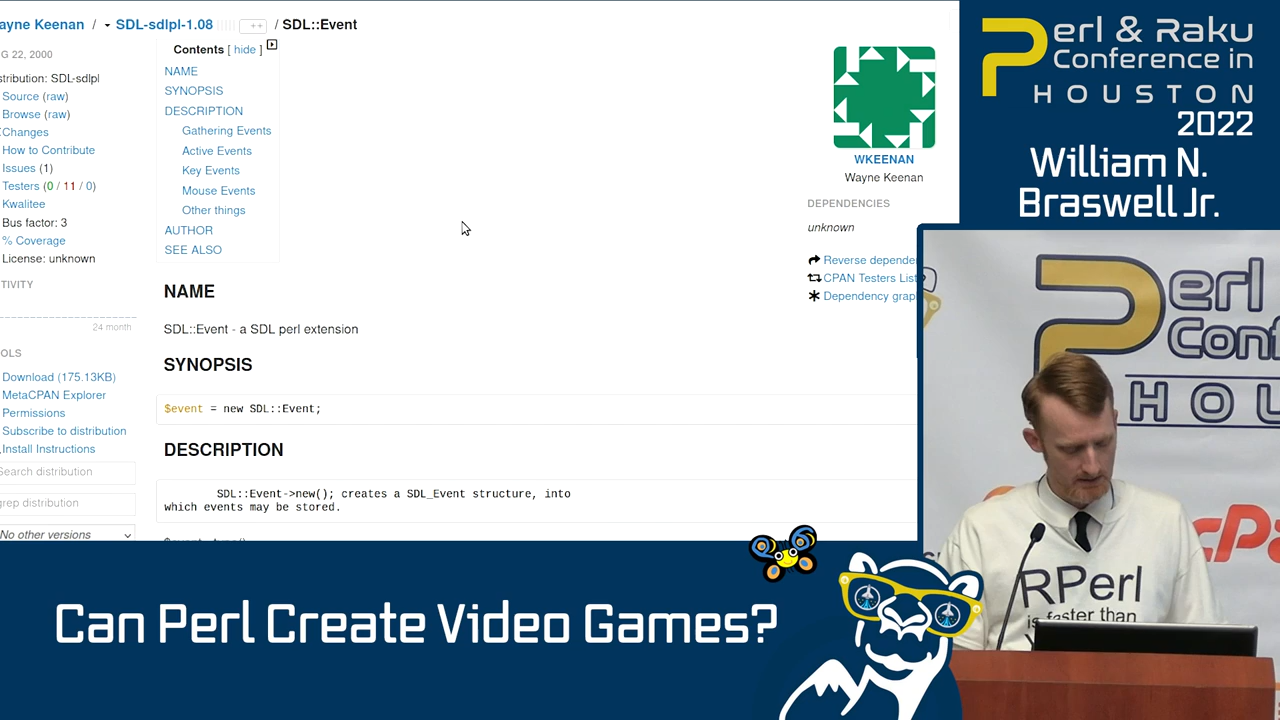 ayne Keenan / SDL-sdlpl-1.08 ++ / SDL::Event
G 22, 2000
stribution: SDL-sdlpl
Source (raw)
Browse (raw)
Changes
How to Contribute
Issues (1)
Testers (0 / 11 / 0)
Kwalitee
Bus factor: 3
% Coverage
License: unknown
TIVITY
24 month
OLS
Download (175.13KB)
MetaCPAN Explorer
Permissions
Subscribe to distribution
Install Instructions
Search distribution
grep distribution
No other versions
Contents [ hide ]
NAME
SYNOPSIS
DESCRIPTION
Gathering Events
Active Events
Key Events
Mouse Events
Other things
AUTHOR
SEE ALSO
NAME
SDL::Event - a SDL perl extension
SYNOPSIS
$event = new SDL::Event;
DESCRIPTION
SDL::Event->new(); creates a SDL_Event structure, into
which events may be stored.
WKEENAN
Wayne Keenan
DEPENDENCIES
unknown
Reverse depende
CPAN Testers List
Dependency grap
Perl & Raku
Conference in
HOUSTON
2022
William N.
Braswell Jr.
Perl
Conf
HOU
cPa
RPerl
is faster than
Can Perl Create Video Games?